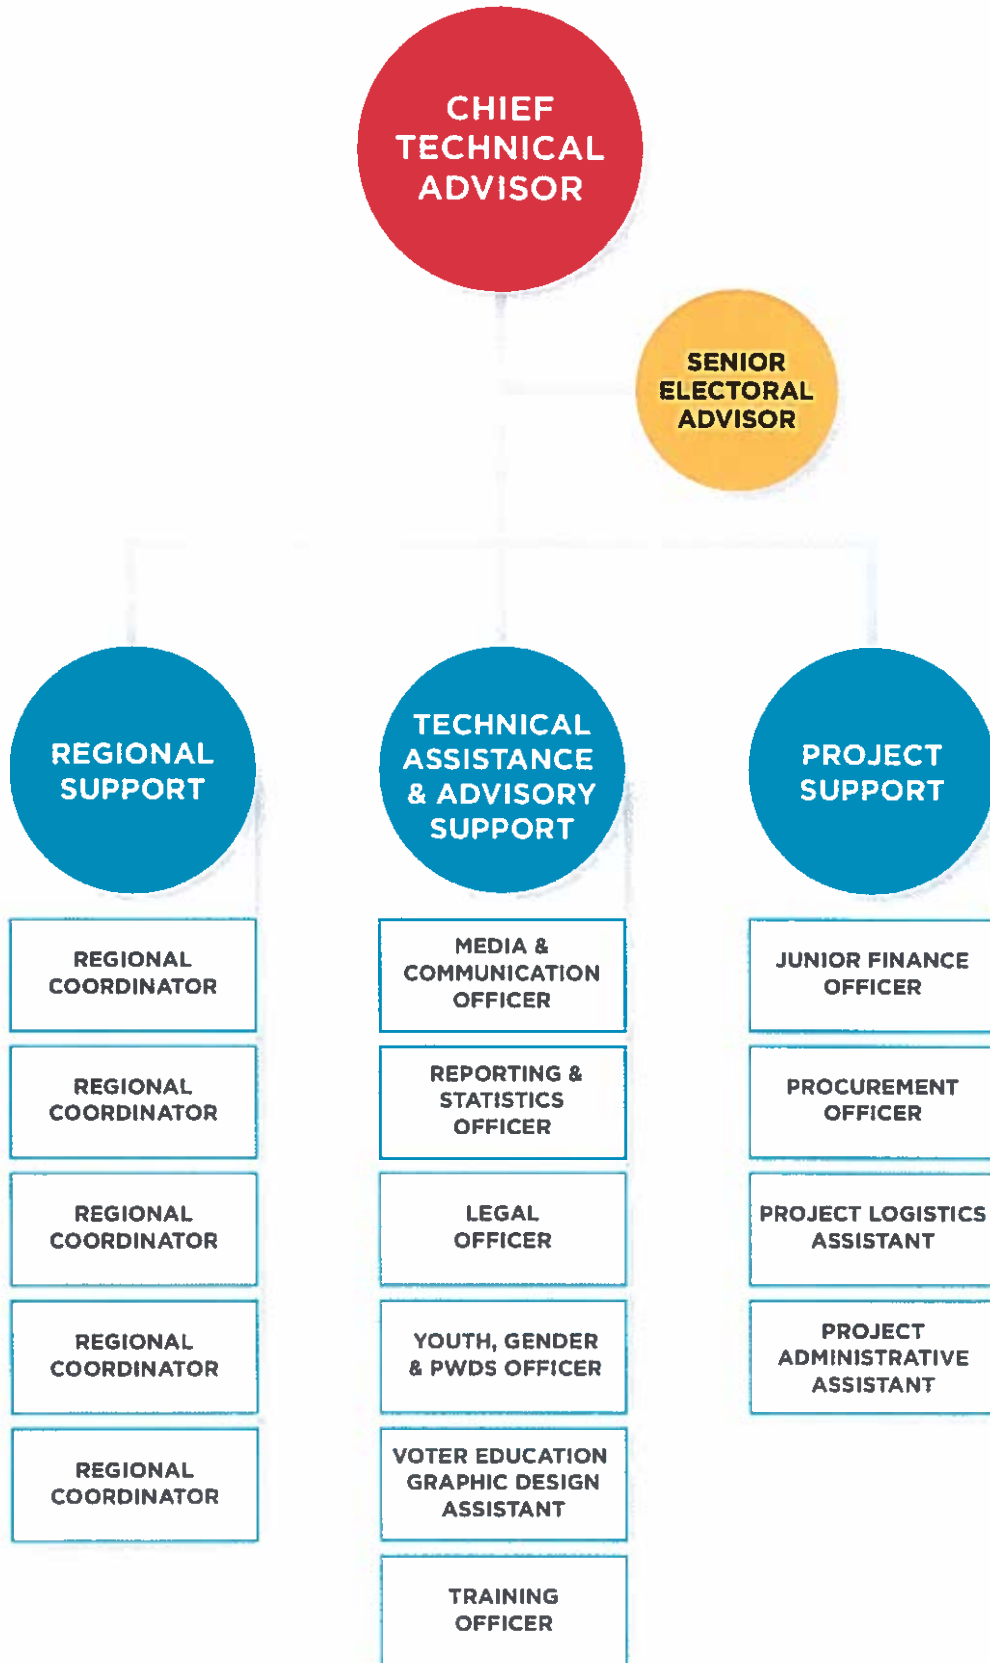 CHIEF
TECHNICAL
ADVISOR
SENIOR
ELECTORAL
ADVISOR
REGIONAL
SUPPORT
TECHNICAL
ASSISTANCE
& ADVISORY
SUPPORT
PROJECT
SUPPORT
REGIONAL
COORDINATOR
REGIONAL
COORDINATOR
REGIONAL
COORDINATOR
REGIONAL
COORDINATOR
REGIONAL
COORDINATOR
MEDIA &
COMMUNICATION
OFFICER
REPORTING &
STATISTICS
OFFICER
LEGAL
OFFICER
YOUTH, GENDER
& PWDS OFFICER
VOTER EDUCATION
GRAPHIC DESIGN
ASSISTANT
TRAINING
OFFICER
JUNIOR FINANCE
OFFICER
PROCUREMENT
OFFICER
PROJECT LOGISTICS
ASSISTANT
PROJECT
ADMINISTRATIVE
ASSISTANT